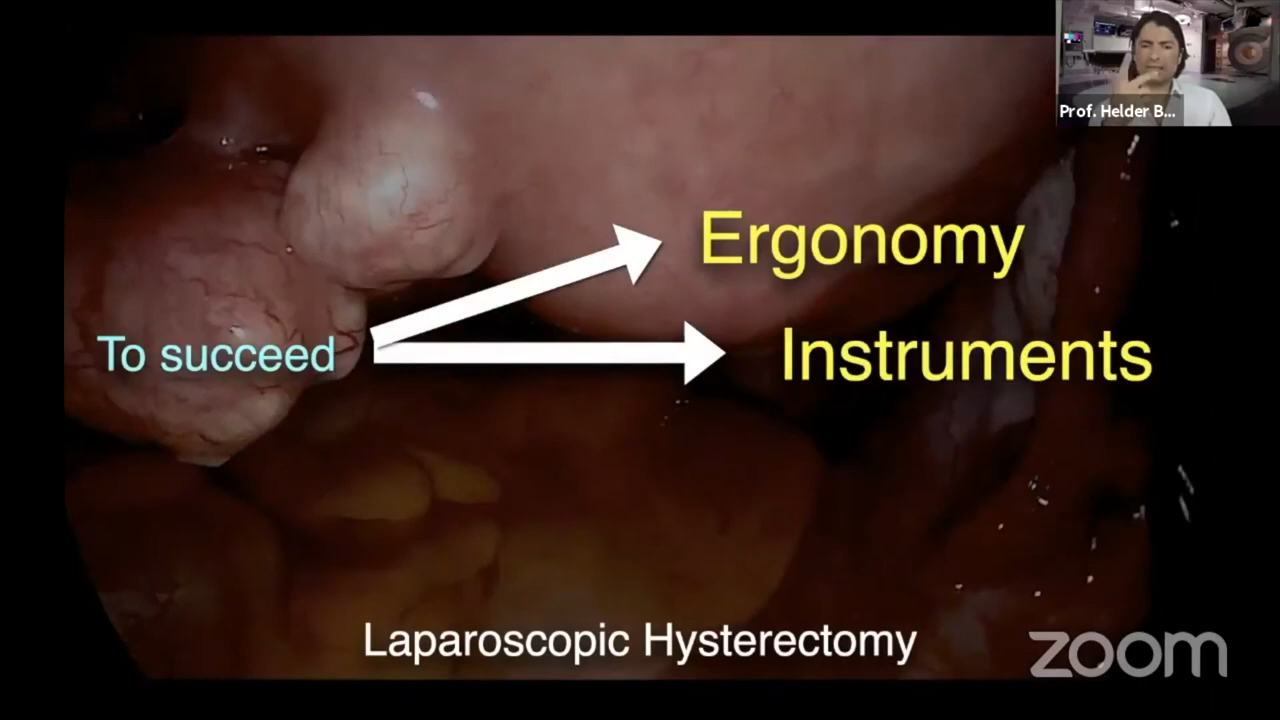 Prof. Helder B...
Ergonomy
To succeed
Instruments
Laparoscopic Hysterectomy
zoom